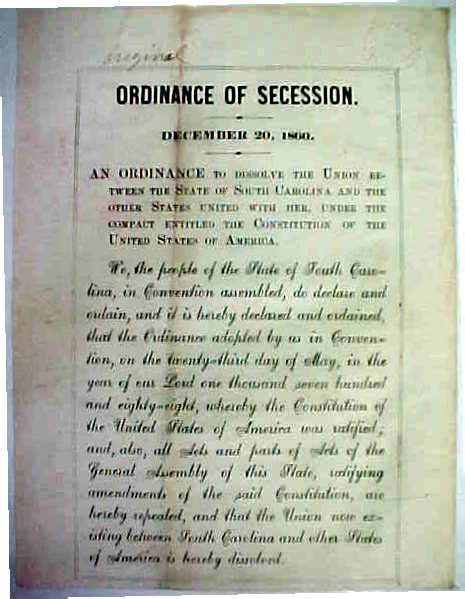 original
ORDINANCE OF SECESSION.
DECEMBER 20, 1860.
AN ORDINANCE TO DISSOLVE THE UNION BE-
TWEEN THE STATE OF SOUTH CAROLINA AND THE
OTHER STATES UNITED WITH HER, UNDER THE
COMPACT ENTITLED THE CONSTITUTION OF THE
UNITED STATES OF AMERICA.
We, the people of the State of South Caro-
lina, in Convention assembled, do declare and
ordain, and it is hereby declared and ordained,
that the Ordinance adopted by us in Conven-
tion, on the twenty-third day of May, in the
year of our Lord one thousand seven hundred
and eighty-eight, whereby the Constitution of
the United States of America was ratified;
and, also, all Acts and parts of Acts of the
General Assembly of this State, ratifying
amendments of the said Constitution, are
hereby repealed, and that the Union now ex-
isting between South Carolina and other States
of America is hereby dissolved.